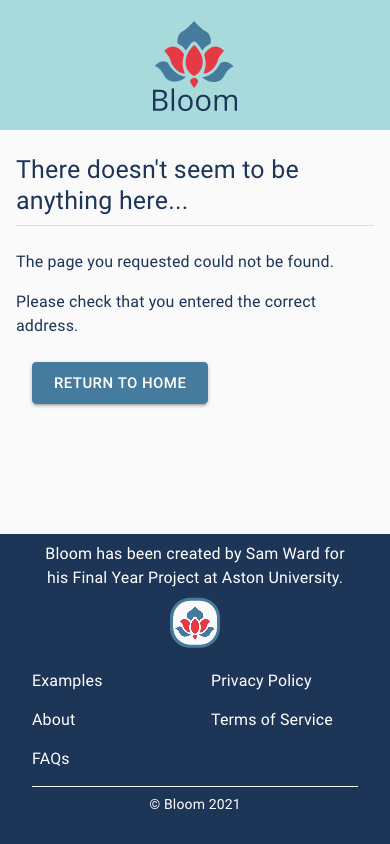 Bloom
There doesn't seem to be
anything here...
The page you requested could not be found.
Please check that you entered the correct
address.
RETURN TO HOME
Bloom has been created by Sam Ward for
his Final Year Project at Aston University.
Examples
Privacy Policy
About
Terms of Service
FAQs
© Bloom 2021